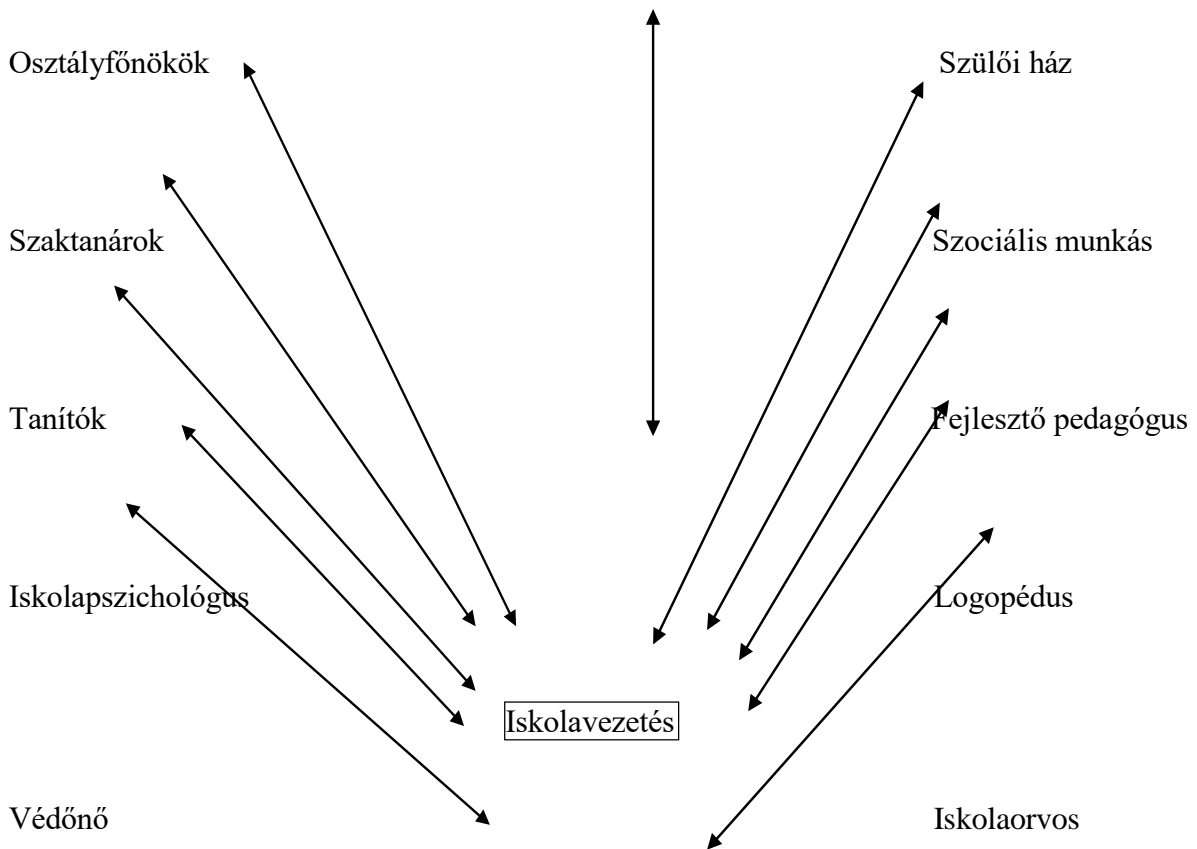 Osztályfőnökök
Szülői ház
Szaktanárok
Szociális munkás
Tanítók
Fejlesztő pedagógus
Iskolapszichológus
Logopédus
Iskolavezetés
Védőnő
Iskolaorvos